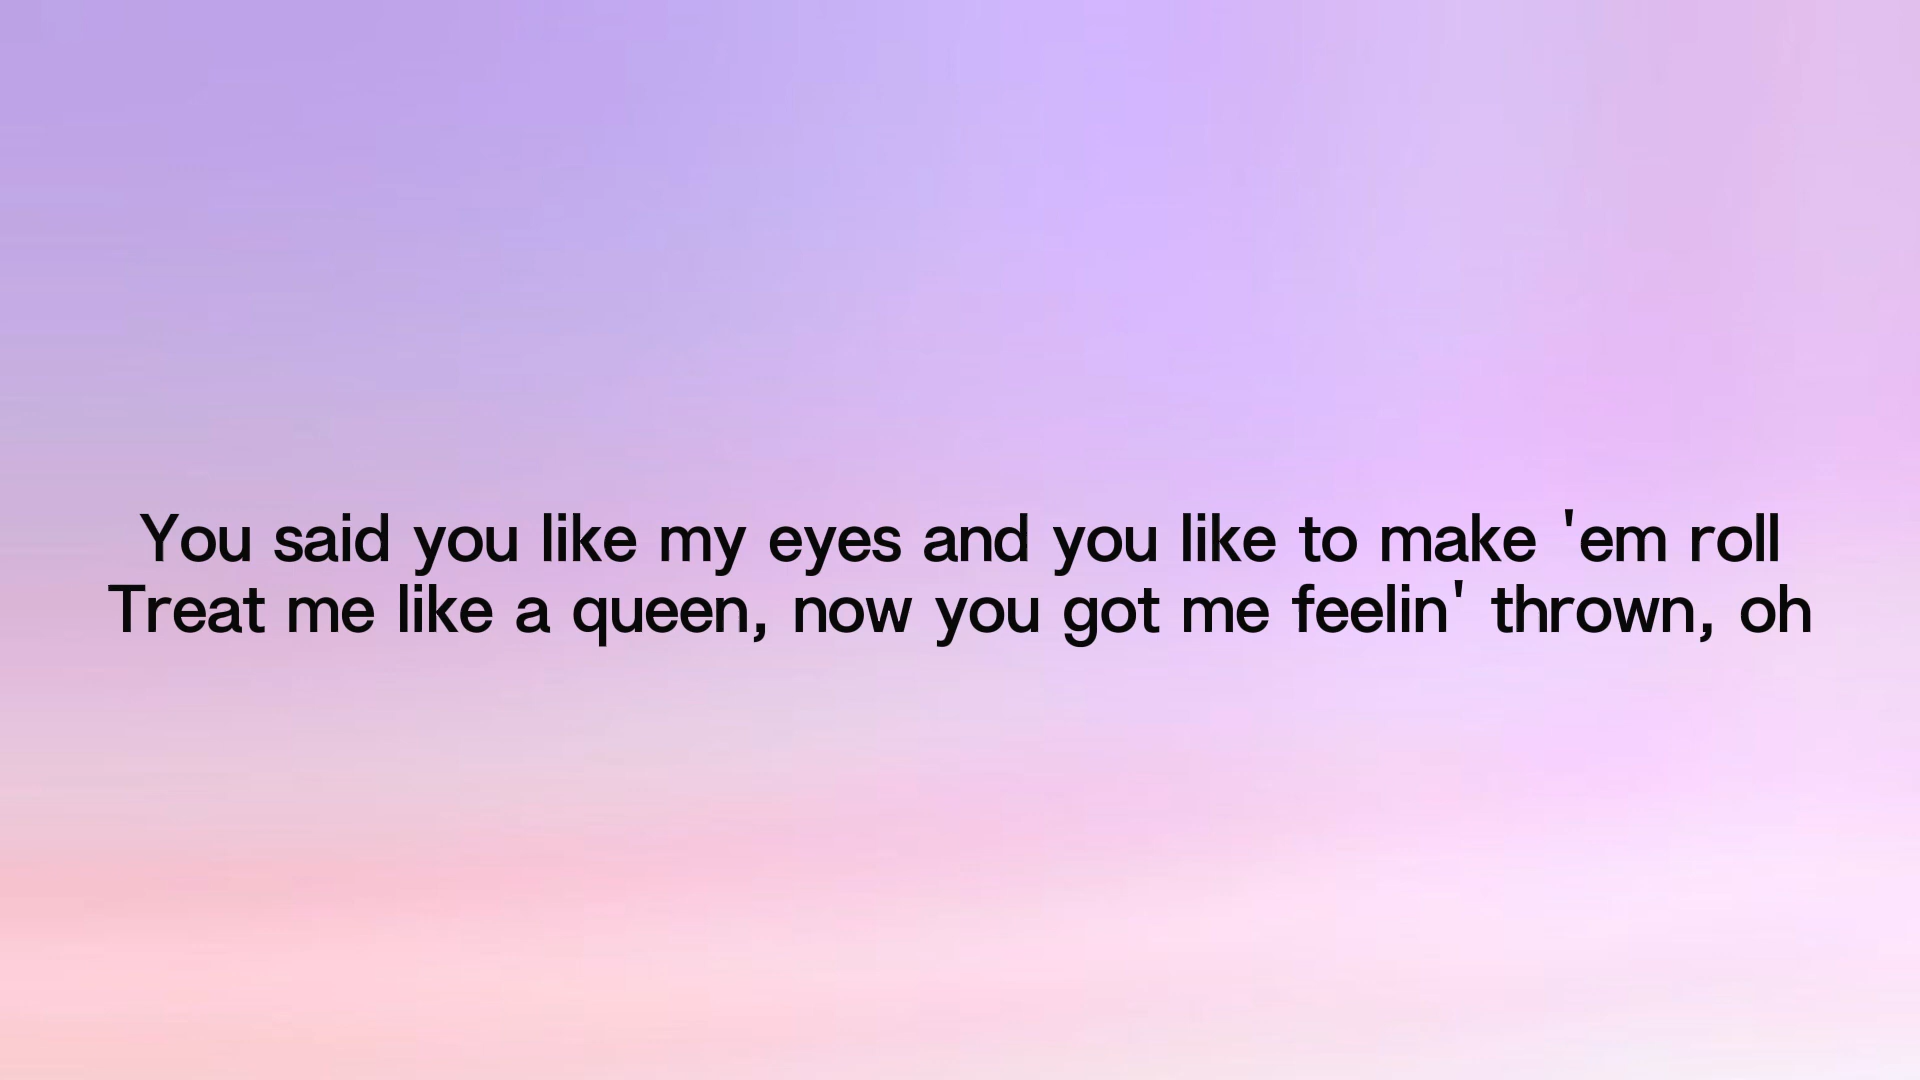 You said you like my eyes and you like to make 'em roll
Treat me like a queen, now you got me feelin' thrown, oh